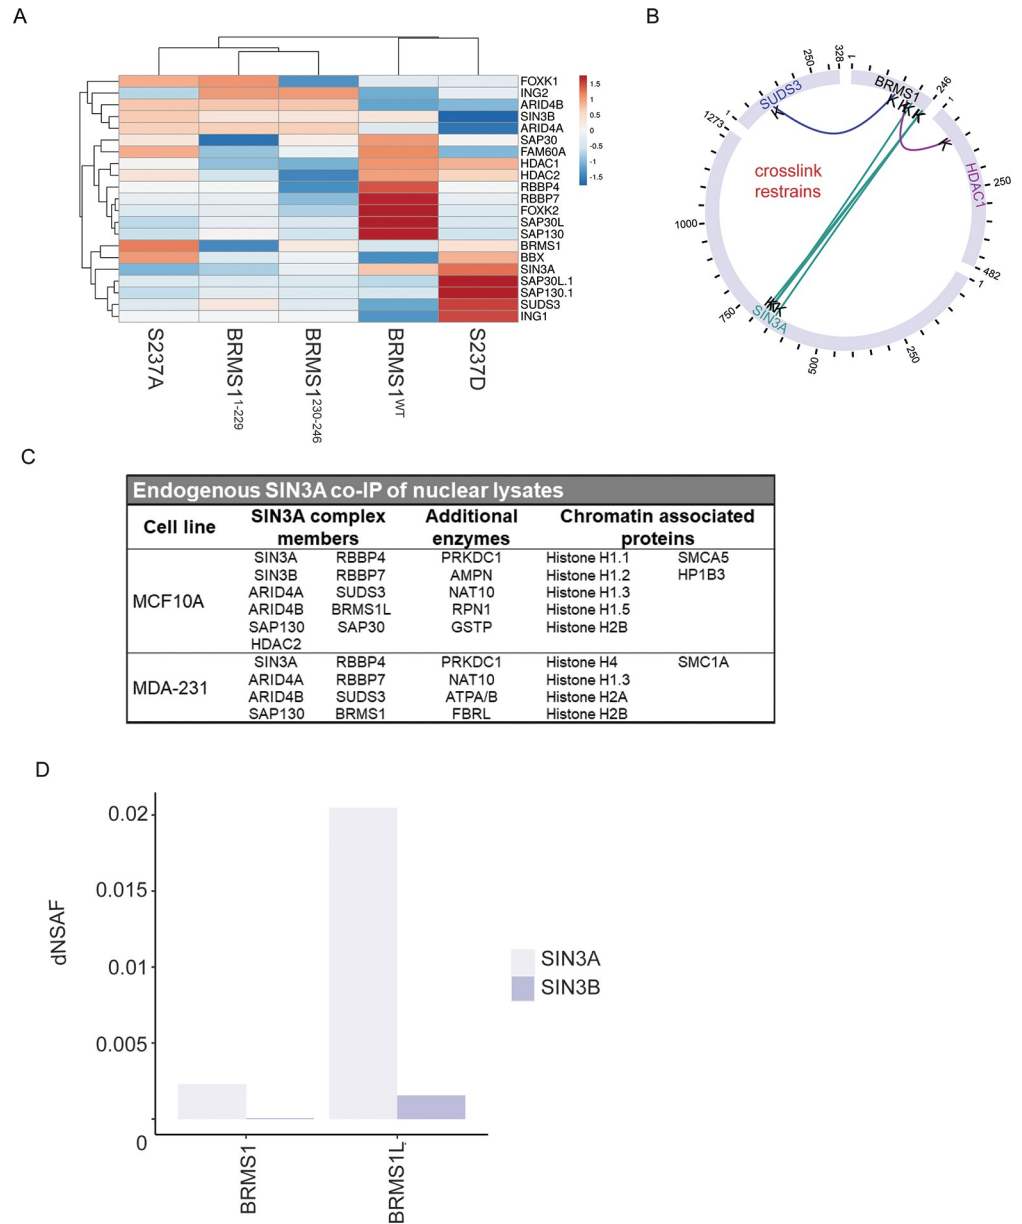 A
FOXK1
ING2
ARID4B
SIN3B
ARID4A
SAP30
FAM60A
HDAC1
HDAC2
RBBP4
RBBP7
FOXK2
SAP30L
SAP130
BRMS1
BBX
SIN3A
SAP30L.1
SAP130.1
SUDS3
ING1
1.5
1
0.5
0
-0.5
-1
-1.5
S237A
BRMS1 1-229
BRMS1 230-246
BRMS1 WT
S237D
B
SUDS3
250
328
1
BRMS1
246
1
K
K
K
K
K
K
HDAC1
250
482
1
250
500
750
1000
1273
1
SIN3A
K
K
K
crosslink
restrains
C
Endogenous SIN3A co-IP of nuclear lysates
Cell line SIN3A complex members Additional enzymes Chromatin associated proteins
MCF10A
SIN3A RBBP4 PRKDC1 Histone H1.1 SMCA5
SIN3B RBBP7 AMPN Histone H1.2 HP1B3
ARID4A SUDS3 NAT10 Histone H1.3
ARID4B BRMS1L RPN1 Histone H1.5
SAP130 SAP30 GSTP Histone H2B
HDAC2
MDA-231
SIN3A RBBP4 PRKDC1 Histone H4 SMC1A
ARID4A RBBP7 NAT10 Histone H1.3
ARID4B SUDS3 ATPA/B Histone H2A
SAP130 BRMS1 FBRL Histone H2B
D
dNSAF
0.02
0.015
0.01
0.005
0
BRMS1
BRMS1L
SIN3A
SIN3B